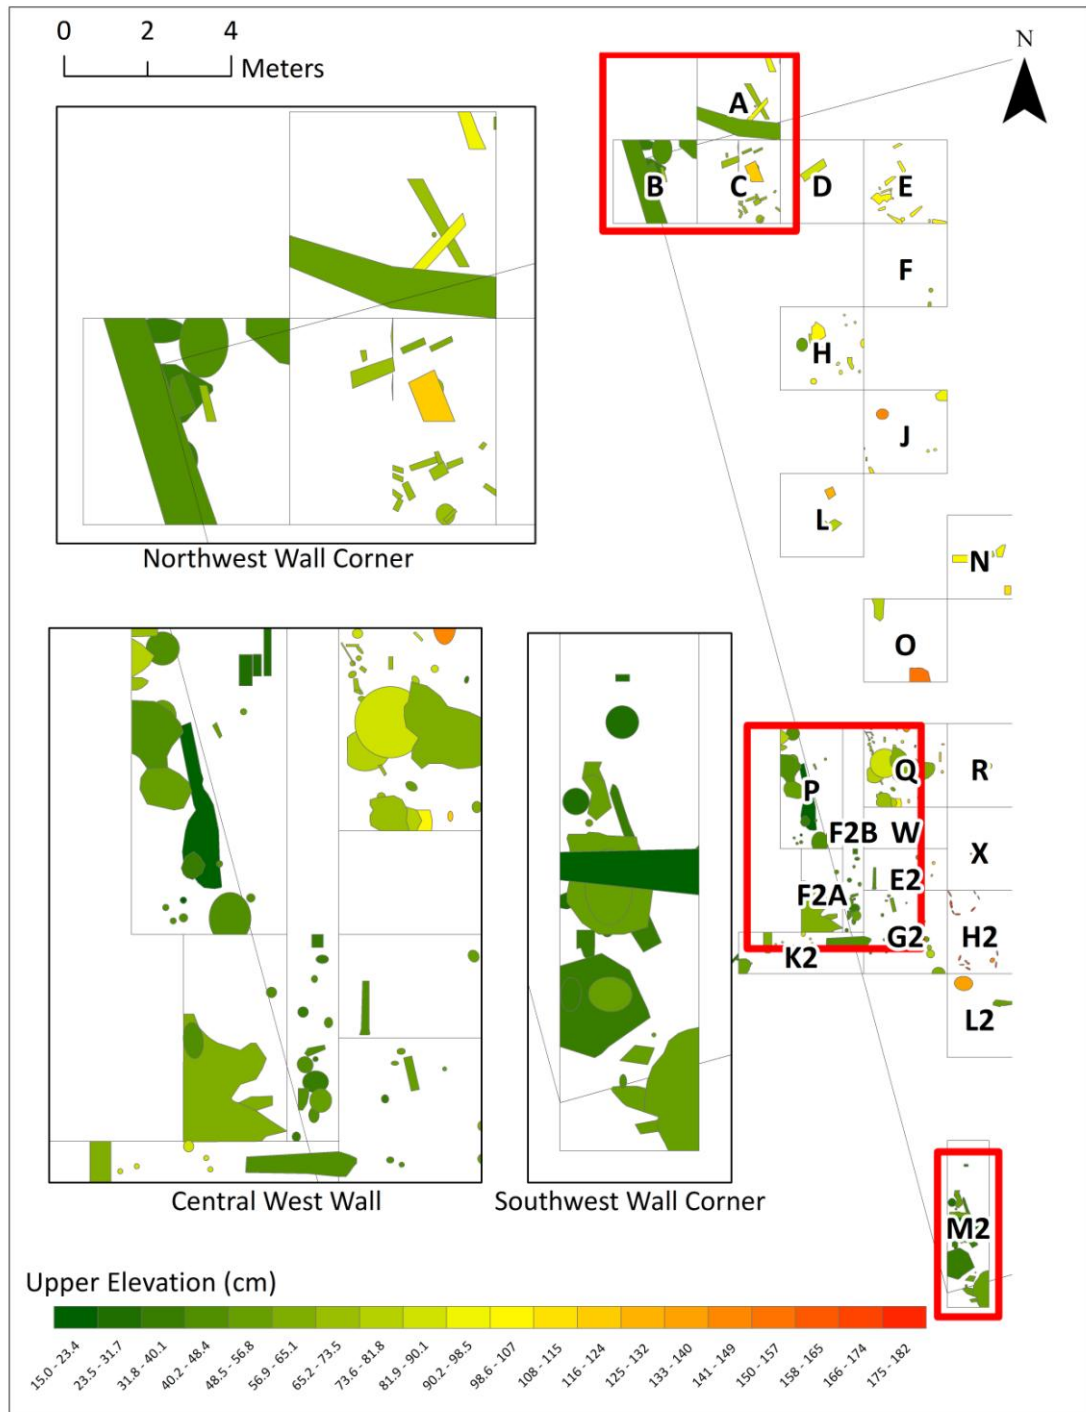 0 2 4
Meters
N
A
B
C
D
E
F
H
J
L
N
O
P
Q
R
F2B
W
X
E2
F2A
G2
H2
K2
L2
M2
Northwest Wall Corner
Central West Wall
Southwest Wall Corner
Upper Elevation (cm)
15.0 - 23.4
23.5 - 31.7
31.8 - 40.1
40.2 - 48.4
48.5 - 56.8
56.9 - 65.1
65.2 - 73.5
73.6 - 81.8
81.9 - 90.1
90.2 - 98.5
98.6 - 107
108 - 115
116 - 124
125 - 132
133 - 140
141 - 149
150 - 157
158 - 165
166 - 174
175 - 182